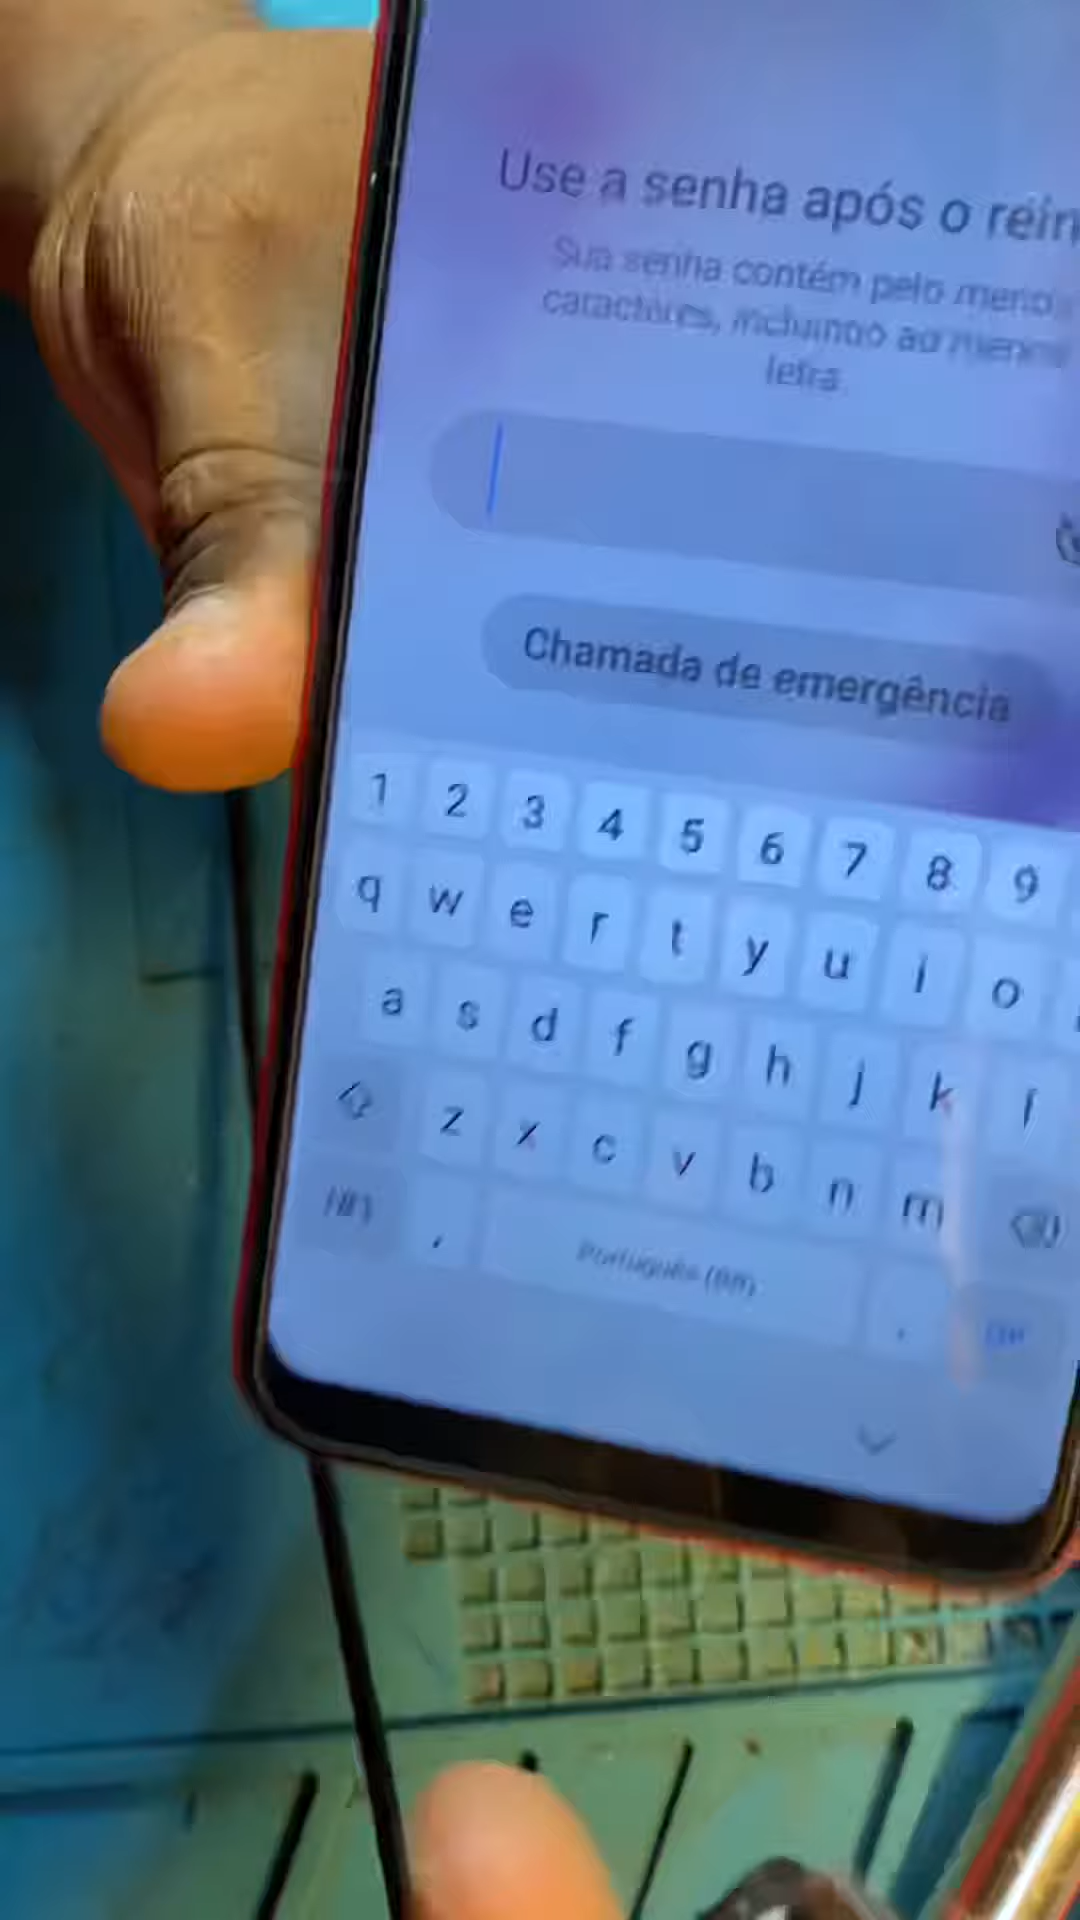 Use a senha após o rein
Sua senha contém pelo menos
caracteres, incluindo ao menos
letra.
Chamada de emergência
1 2 3 4 5 6 7 8 9
q w e r t y u i o
a s d f g h j k l
z x c v b n m
!#1 , Português (BR) .